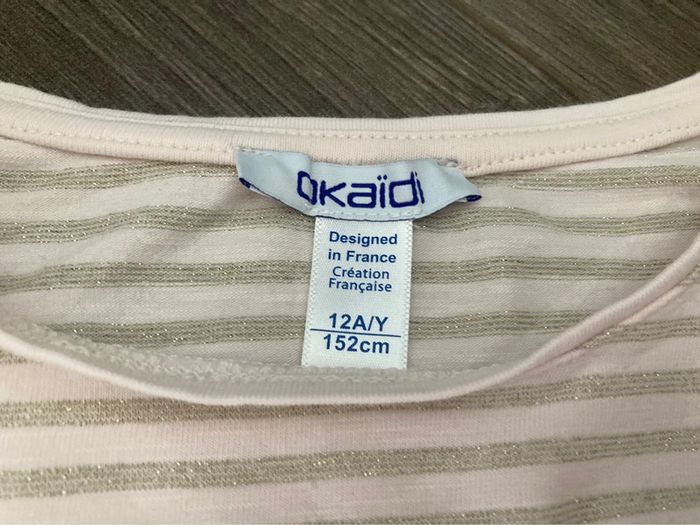 Okaïdi
Designed
in France
Création
Française
12A/Y
152cm